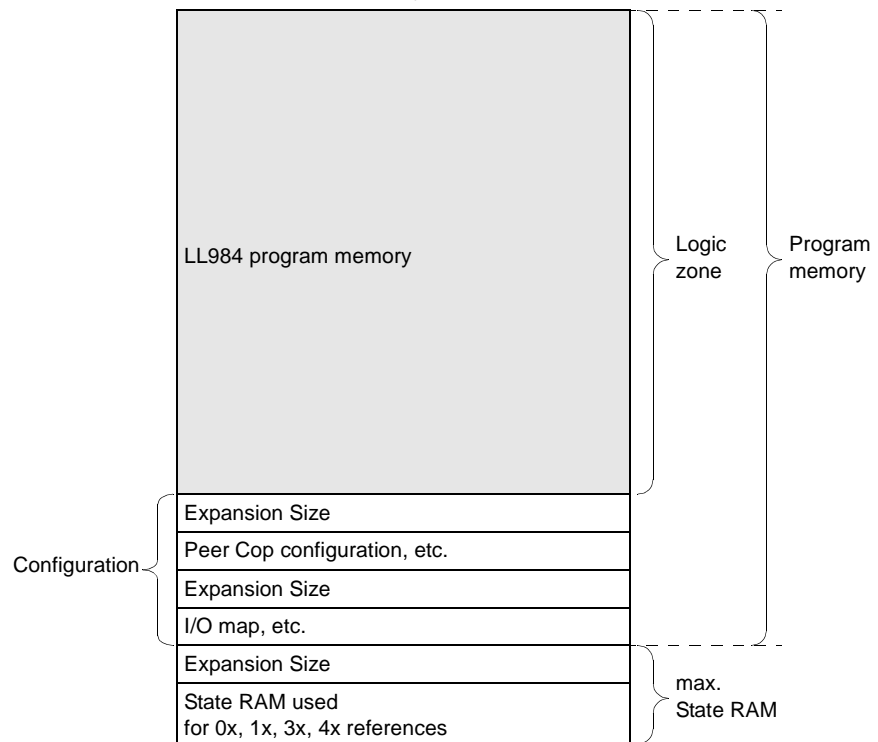 LL984 program memory
Logic
zone
Program
memory
Configuration
Expansion Size
Peer Cop configuration, etc.
Expansion Size
I/O map, etc.
Expansion Size
State RAM used
for 0x, 1x, 3x, 4x references
max.
State RAM